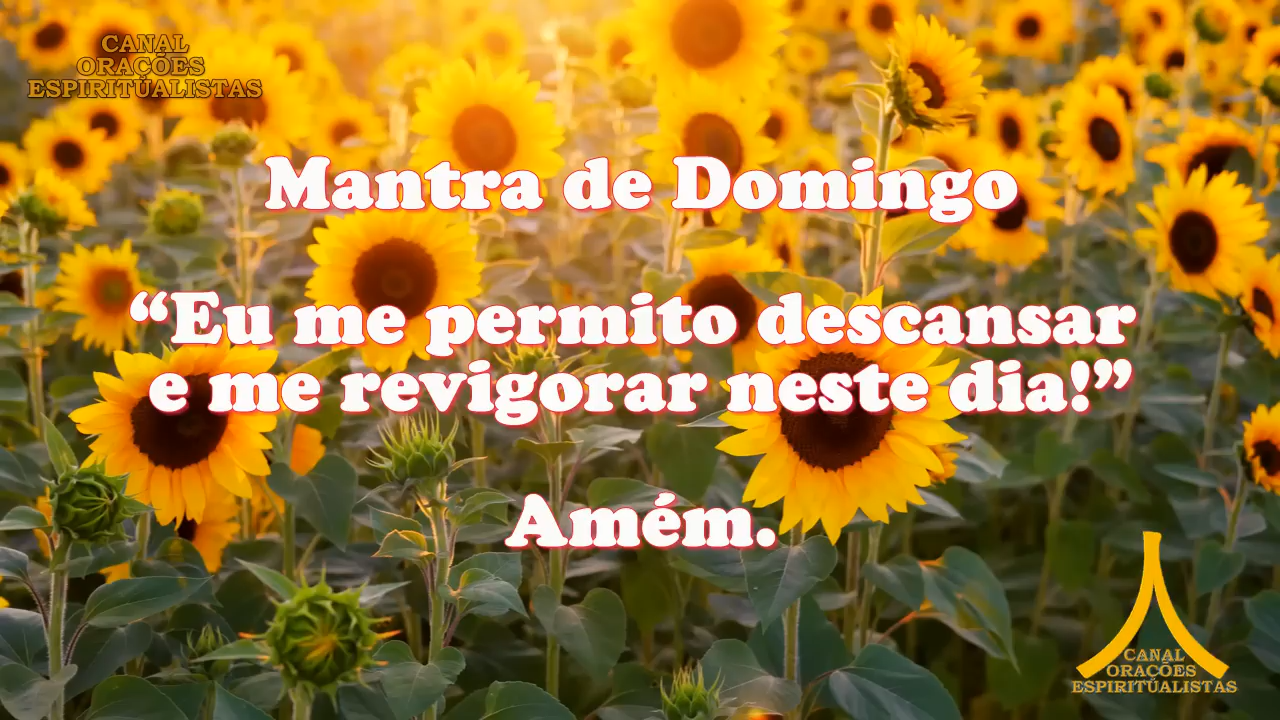 CANAL
ORAÇÕES
ESPIRITUALISTAS
Mantra de Domingo
“Eu me permito descansar
e me revigorar neste dia!”
Amém.
CANAL
ORAÇÕES
ESPIRITUALISTAS